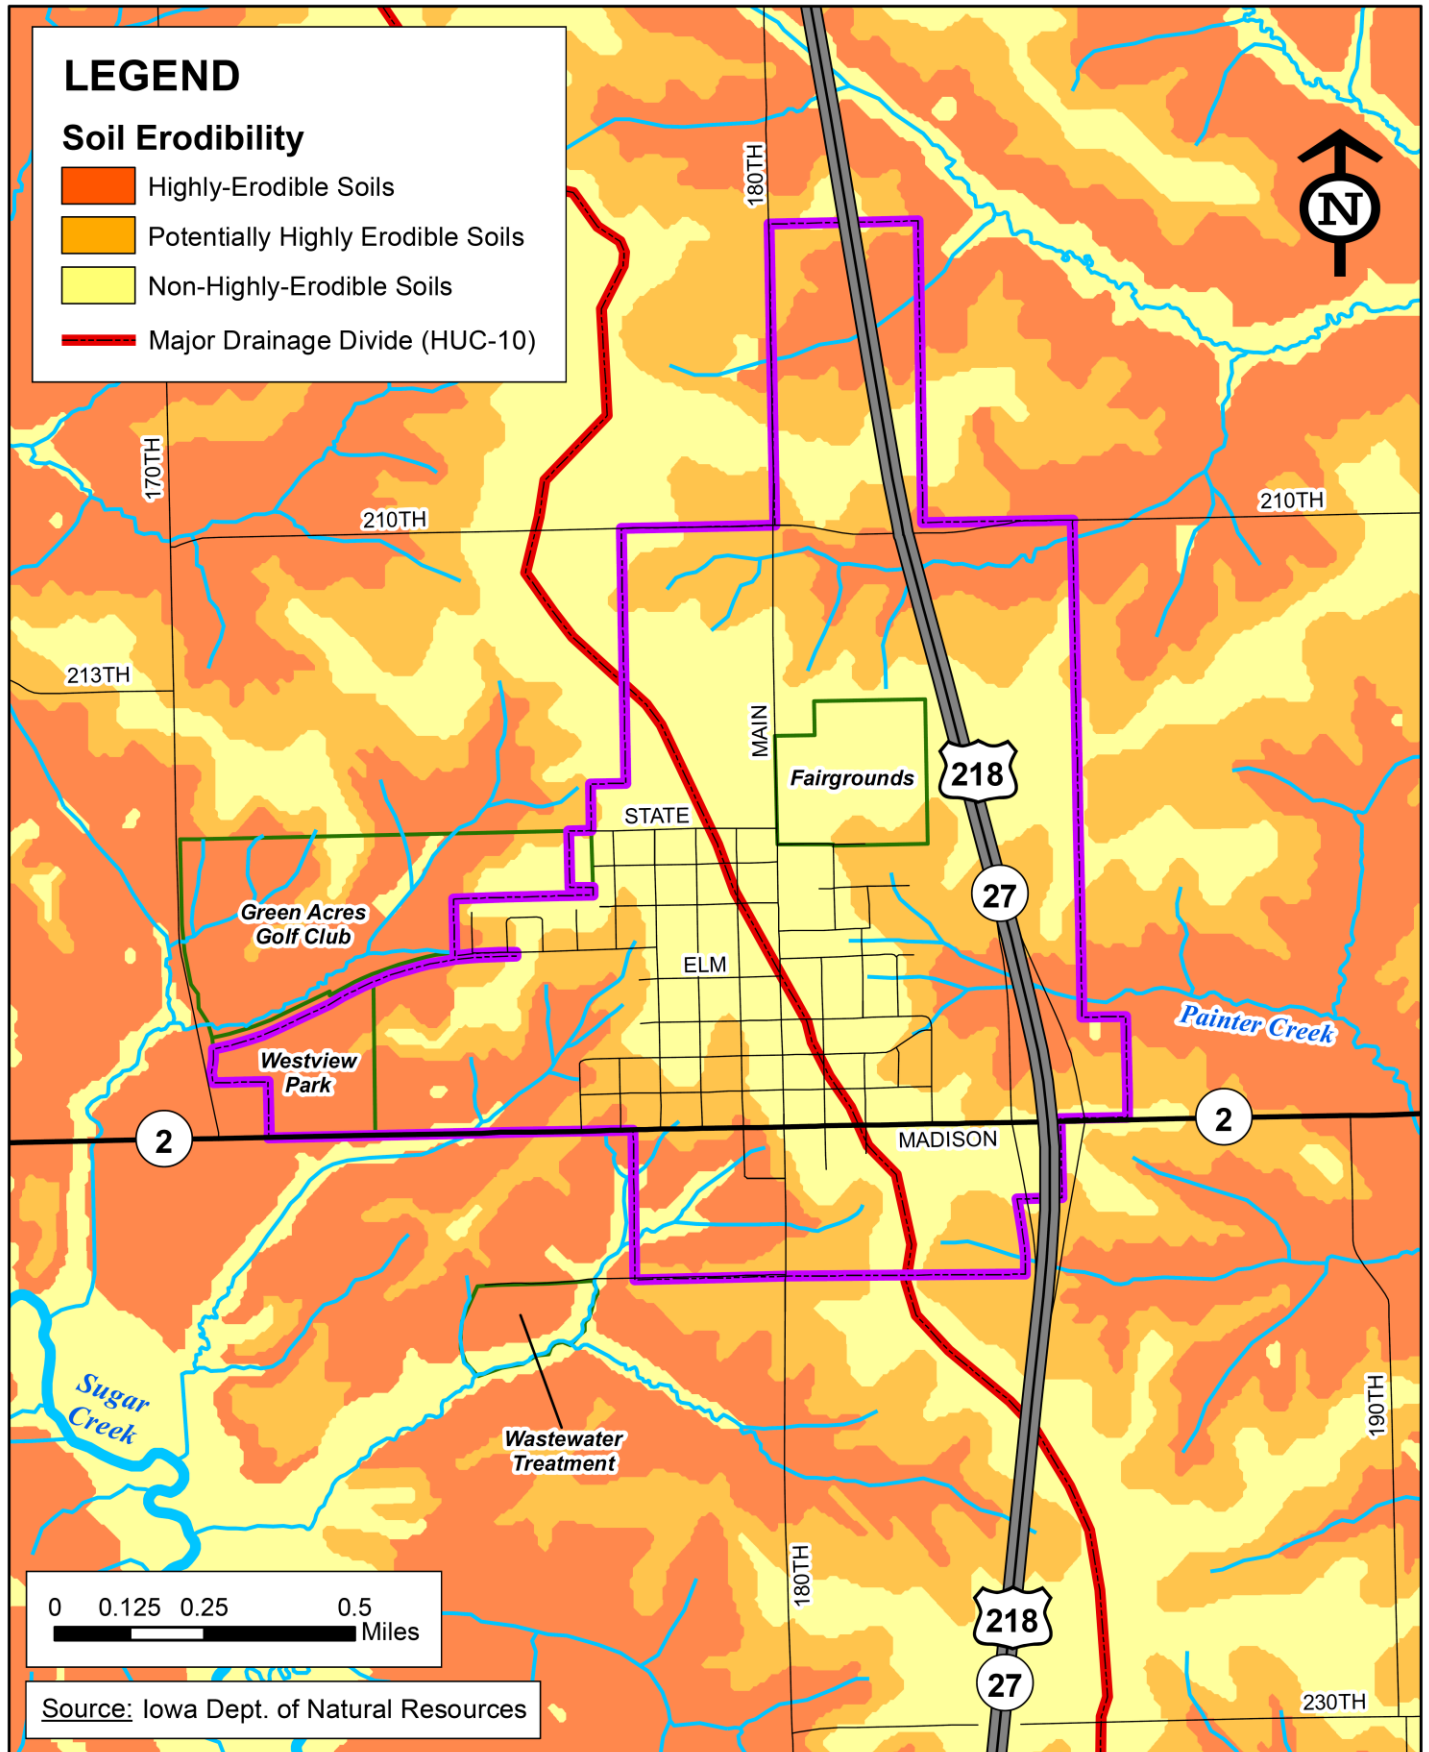 LEGEND
Soil Erodibility
Highly-Erodible Soils
Potentially Highly Erodible Soils
Non-Highly-Erodible Soils
Major Drainage Divide (HUC-10)
N
180TH
170TH
210TH
210TH
213TH
MAIN
Fairgrounds
218
STATE
27
Green Acres
Golf Club
ELM
Painter Creek
Westview
Park
2
2
MADISON
Sugar
Creek
Wastewater
Treatment
190TH
180TH
218
27
230TH
0 0.125 0.25 0.5
Miles
Source: Iowa Dept. of Natural Resources